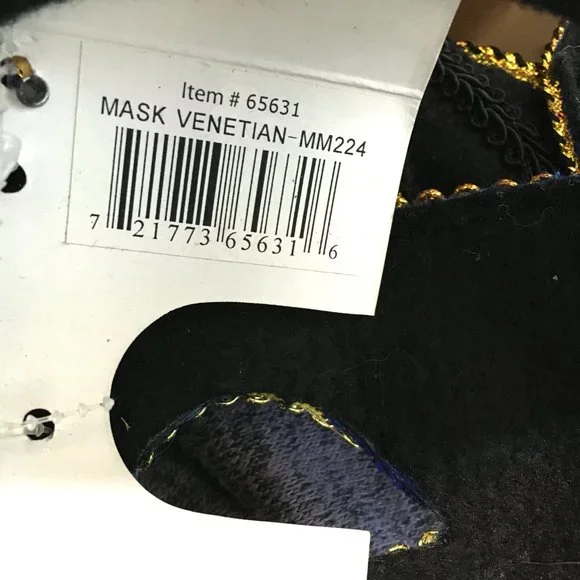 Item # 65631
MASK VENETIAN-MM224
7 21773 65631 6